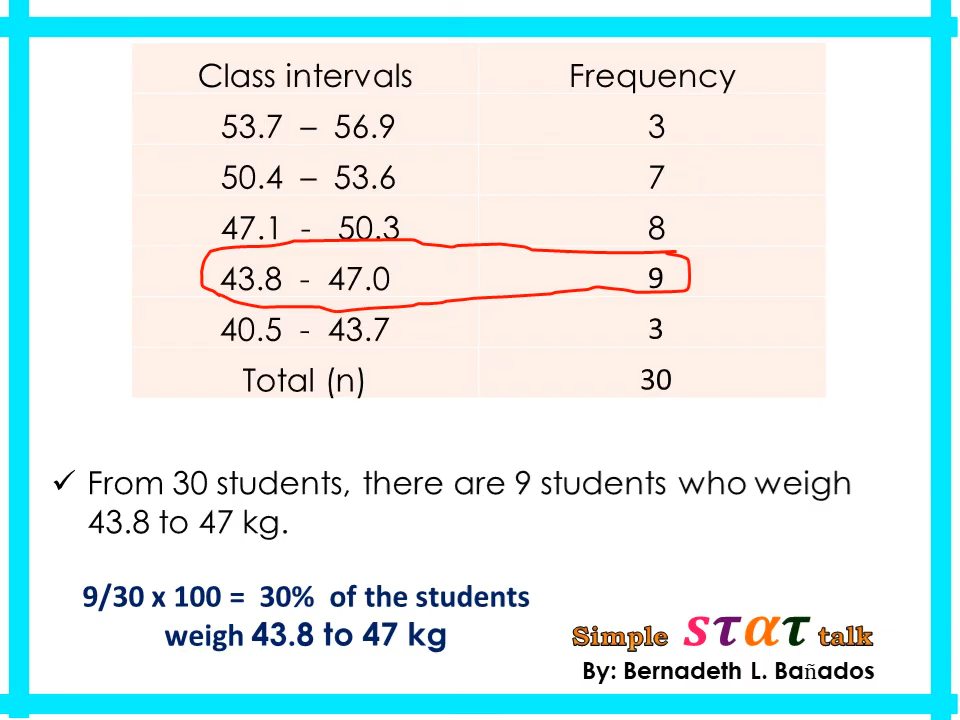 Class intervals Frequency
53.7 – 56.9 3
50.4 – 53.6 7
47.1 - 50.3 8
43.8 - 47.0 9
40.5 - 43.7 3
Total (n) 30
✓ From 30 students, there are 9 students who weigh
43.8 to 47 kg.
9/30 x 100 = 30% of the students
weigh 43.8 to 47 kg
Simple sτατ talk
By: Bernadeth L. Bañados